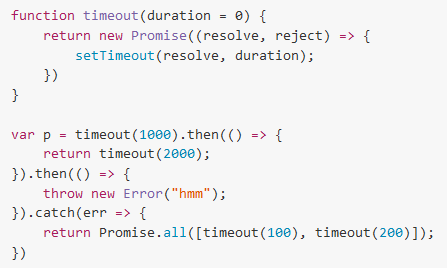 function timeout(duration = 0) {
    return new Promise((resolve, reject) => {
        setTimeout(resolve, duration);
    })
}

var p = timeout(1000).then(() => {
    return timeout(2000);
}).then(() => {
    throw new Error("hmm");
}).catch(err => {
    return Promise.all([timeout(100), timeout(200)]);
})